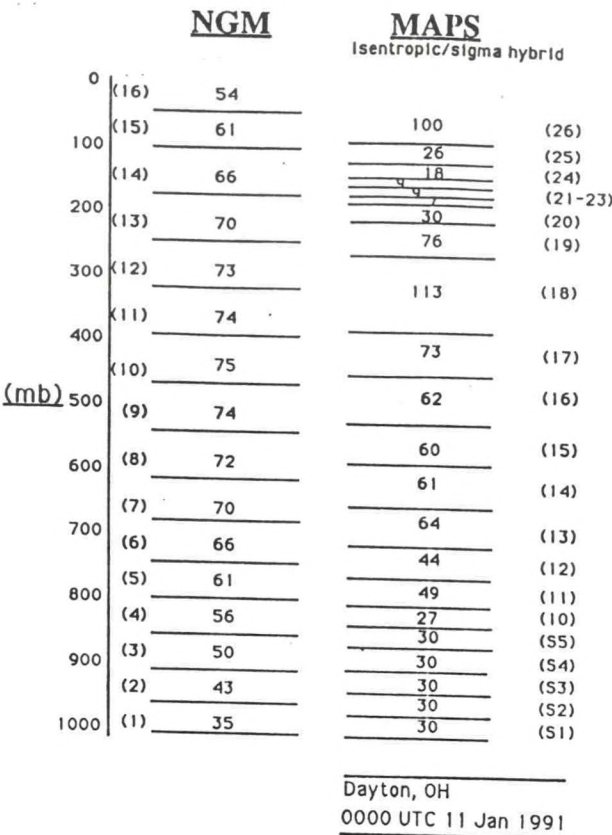 NGM MAPS
Isentropic/sigma hybrid
0
(16) 54
(15) 61 100 (26)
100
26 (25)
(14) 66 18 (24)
9
9 (21-23)
7
200
30 (20)
(13) 70
76 (19)
300 (12) 73
113 (18)
(11) 74
400
73 (17)
(10) 75
(mb) 500 62 (16)
(9) 74
60 (15)
600 (8) 72
61 (14)
(7) 70
700 64 (13)
(6) 66
44 (12)
(5) 61
800 49 (11)
(4) 56 27 (10)
30 (S5)
900 (3) 50 30 (S4)
(2) 43 30 (S3)
30 (S2)
1000 (1) 35 30 (S1)
Dayton, OH
0000 UTC 11 Jan 1991